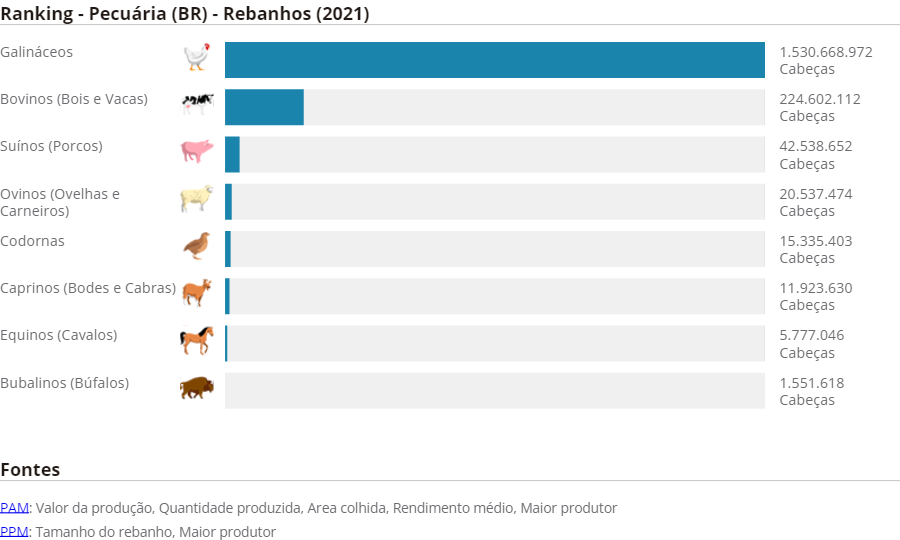 Ranking - Pecuária (BR) - Rebanhos (2021)
Galináceos
1.530.668.972
Cabeças
Bovinos (Bois e Vacas)
224.602.112
Cabeças
Suínos (Porcos)
42.538.652
Cabeças
Ovinos (Ovelhas e
Carneiros)
20.537.474
Cabeças
Codornas
15.335.403
Cabeças
Caprinos (Bodes e Cabras)
11.923.630
Cabeças
Equinos (Cavalos)
5.777.046
Cabeças
Bubalinos (Búfalos)
1.551.618
Cabeças
Fontes
PAM: Valor da produção, Quantidade produzida, Area colhida, Rendimento médio, Maior produtor
PPM: Tamanho do rebanho, Maior produtor